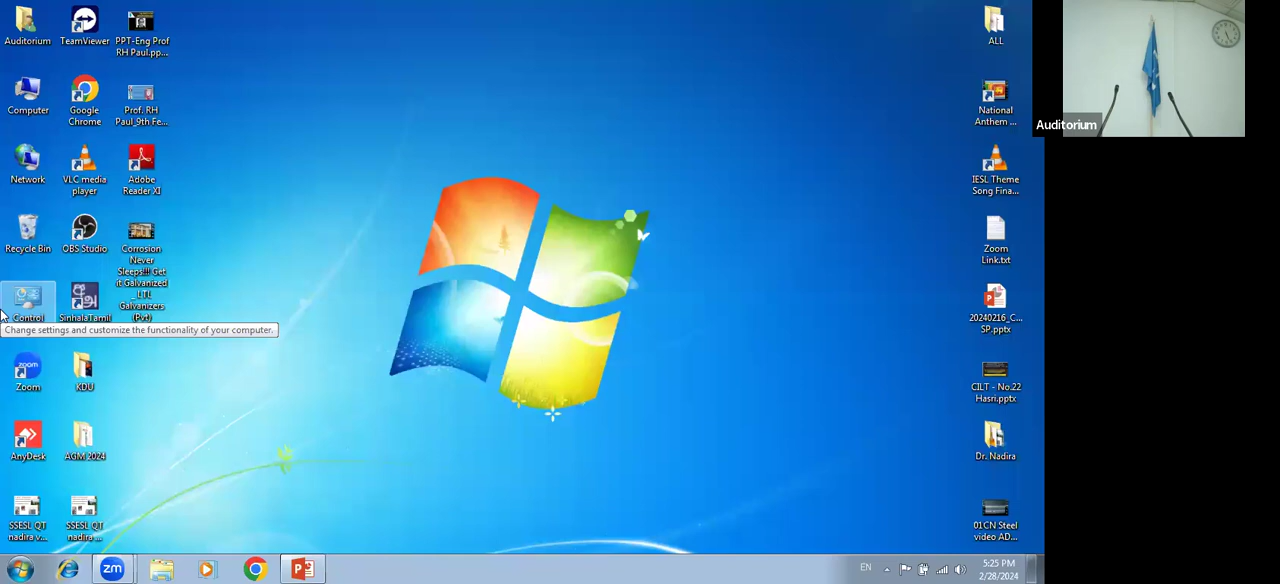 Auditorium
TeamViewer
PPT-Eng Prof
RH Paul.pp...
Computer
Google
Chrome
Prof. RH
Paul_9th Fe...
Network
VLC media
player
Adobe
Reader XI
Recycle Bin
OBS Studio
Corrosion
Never
Sleeps!!! Get
it Galvanized
_ LTL
Galvanizers
(Pvt)
Control
අ
SinhalaTamil
Change settings and customize the functionality of your computer.
zoom
Zoom
KDU
AnyDesk
AGM 2024
SSESL QT
nadira v...
SSESL QT
nadira ...
ALL
National
Anthem ...
IESL Theme
Song Fina...
Zoom
Link.txt
20240216_C...
SP.pptx
CILT - No.22
Hasri.pptx
Dr. Nadira
01CN Steel
video AD...
Auditorium
zm
EN
5:25 PM
2/28/2024